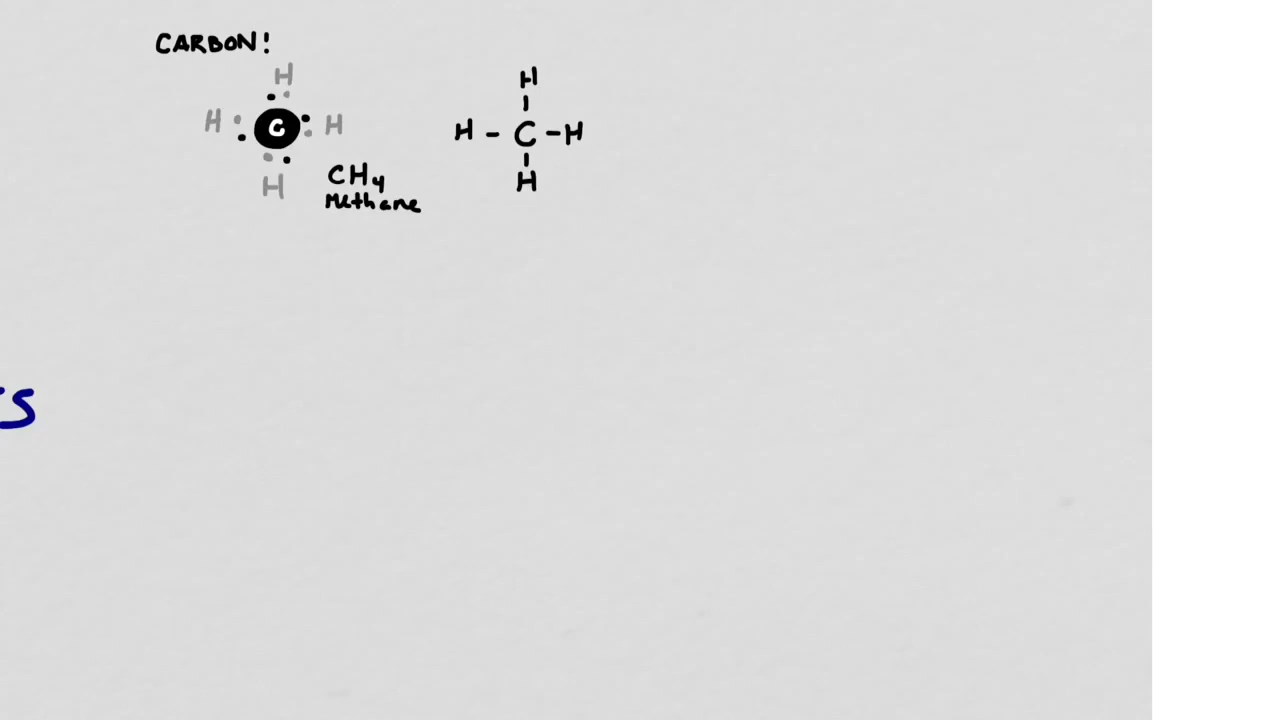 CARBON!
H
H : C : H
H
CH4
Methane
H
H - C - H
H